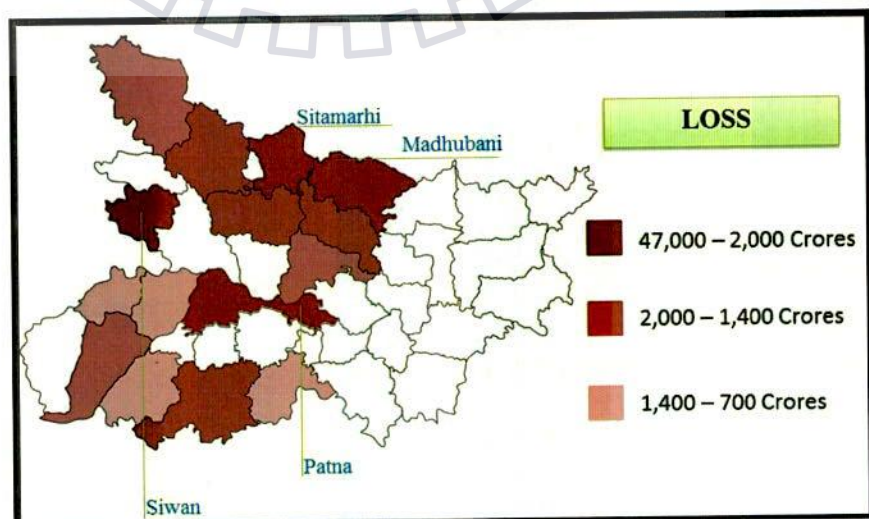 Sitamarhi
Madhubani
LOSS
47,000 – 2,000 Crores
2,000 – 1,400 Crores
1,400 – 700 Crores
Patna
Siwan